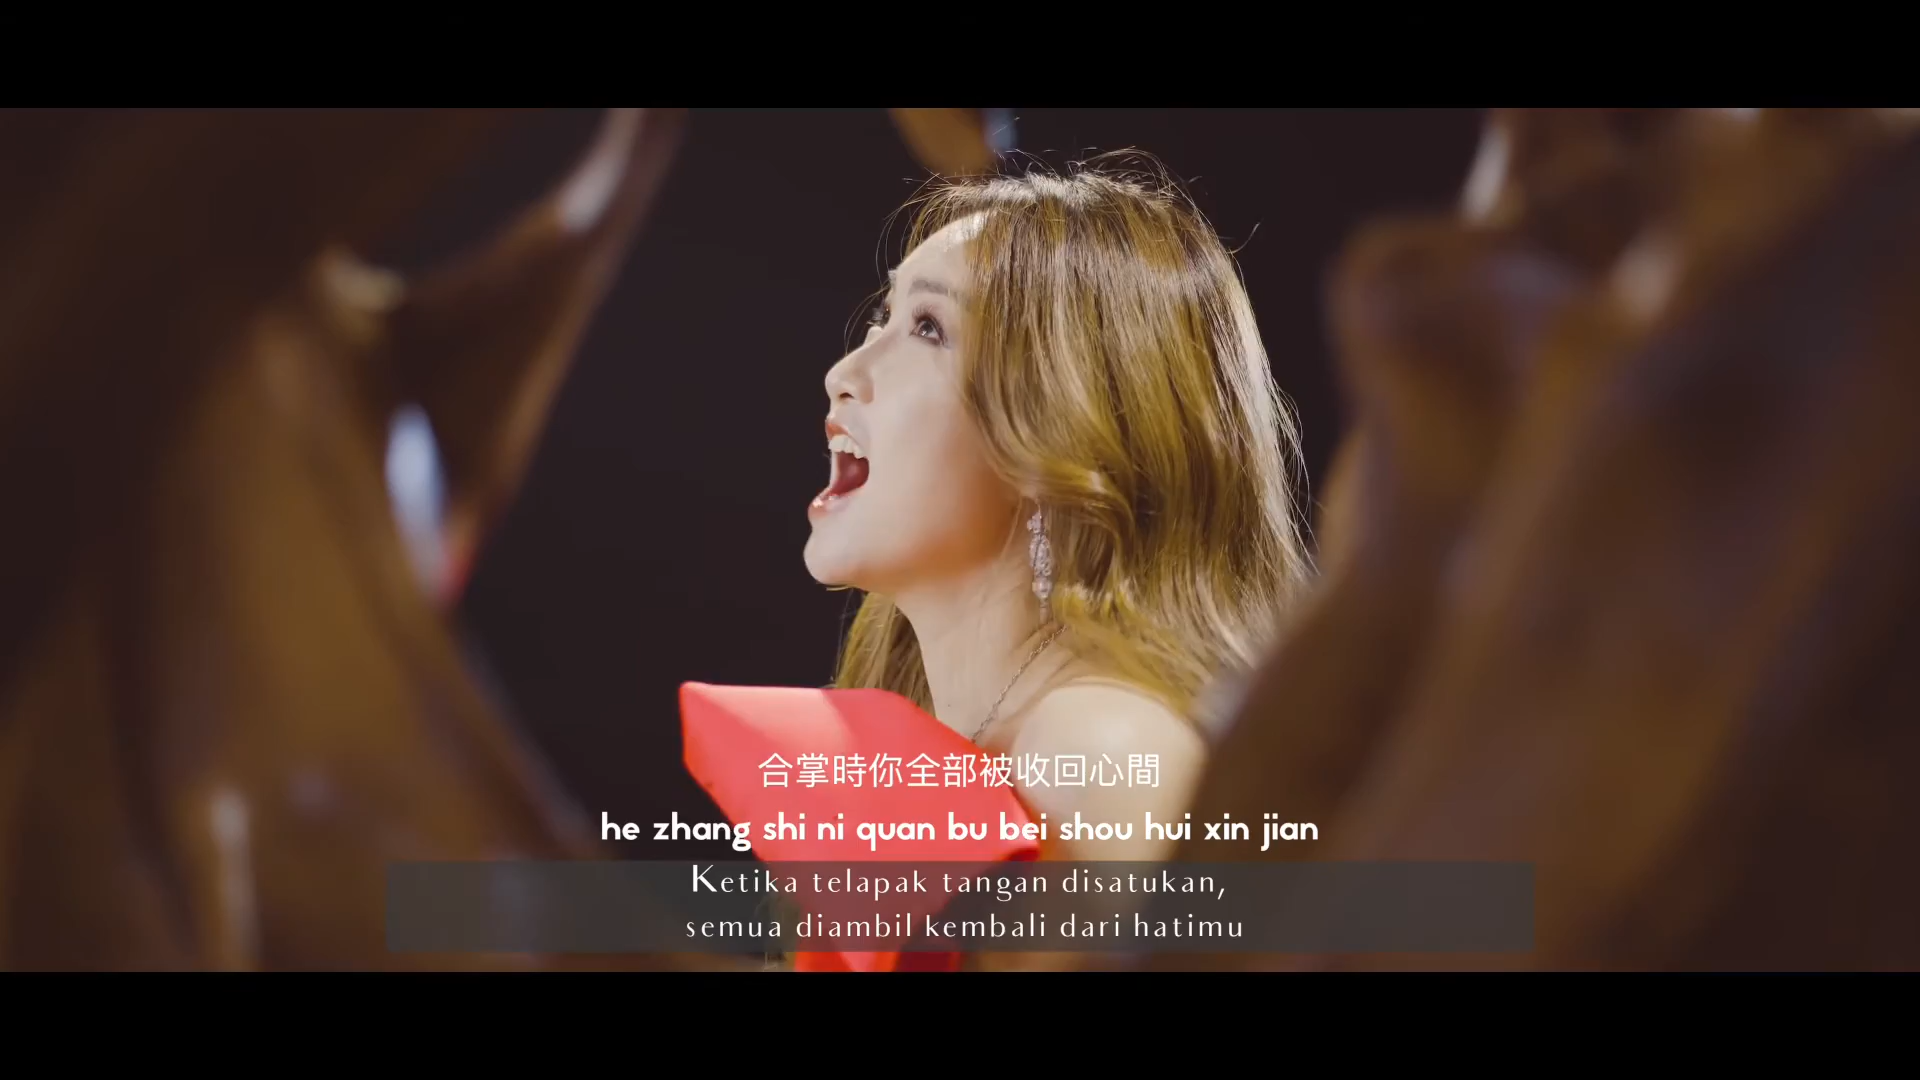 合掌時你全部被收回心間
he zhang shi ni quan bu bei shou hui xin jian
Ketika telapak tangan disatukan,
semua diambil kembali dari hatimu